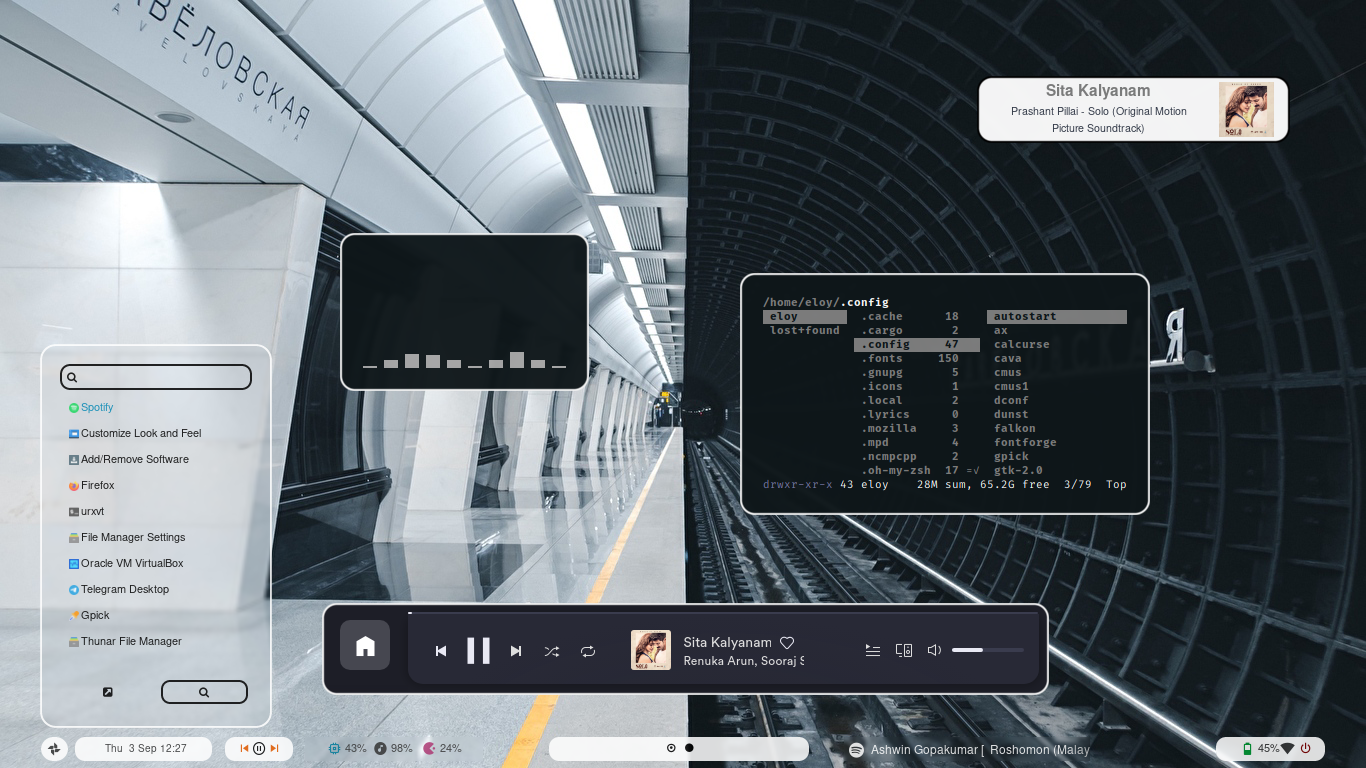 АВЁЛОВСКАЯ
AVELOVSKAYA
Sita Kalyanam
Prashant Pillai - Solo (Original Motion
Picture Soundtrack)
SOLO
/home/eloy/.config
eloy .cache 18 autostart
lost+found .cargo 2 ax
.config 47 calcurse
.fonts 150 cava
.gnupg 5 cmus
.icons 1 cmus1
.local 2 dconf
.lyrics 0 dunst
.mozilla 3 falkon
.mpd 4 fontforge
.ncmpcpp 2 gpick
.oh-my-zsh 17 =√ gtk-2.0
drwxr-xr-x 43 eloy 28M sum, 65.2G free 3/79 Top
Spotify
Customize Look and Feel
Add/Remove Software
Firefox
urxvt
File Manager Settings
Oracle VM VirtualBox
Telegram Desktop
Gpick
Thunar File Manager
Sita Kalyanam
Renuka Arun, Sooraj S
Thu 3 Sep 12:27
43% 98% 24%
Ashwin Gopakumar [ Roshomon (Malay
45%